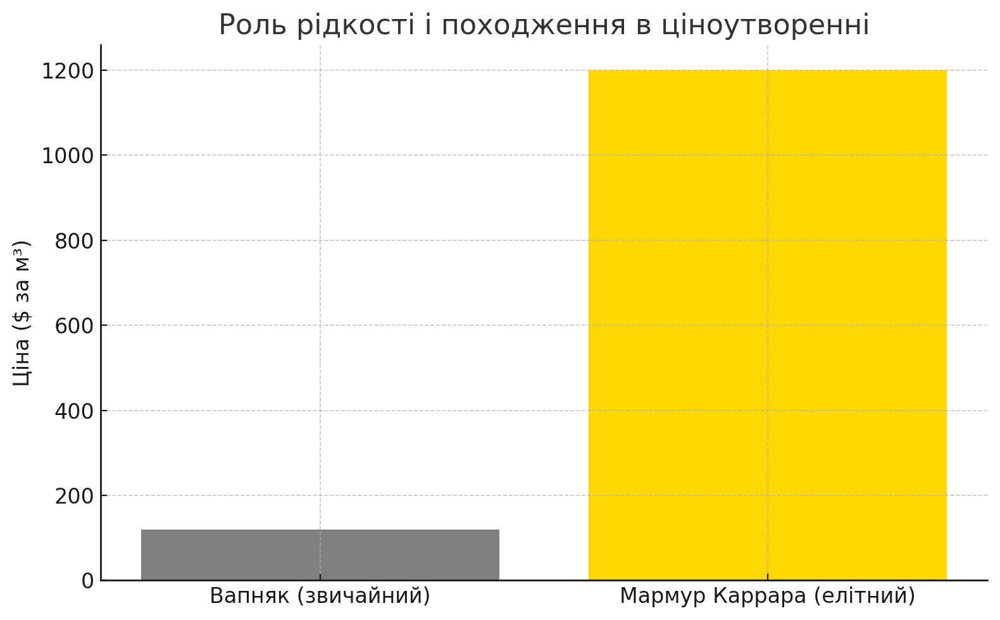 Роль рідкості і походження в ціноутворенні
Ціна ($ за м³)
1200
1000
800
600
400
200
0
Вапняк (звичайний)
Мармур Каррара (елітний)